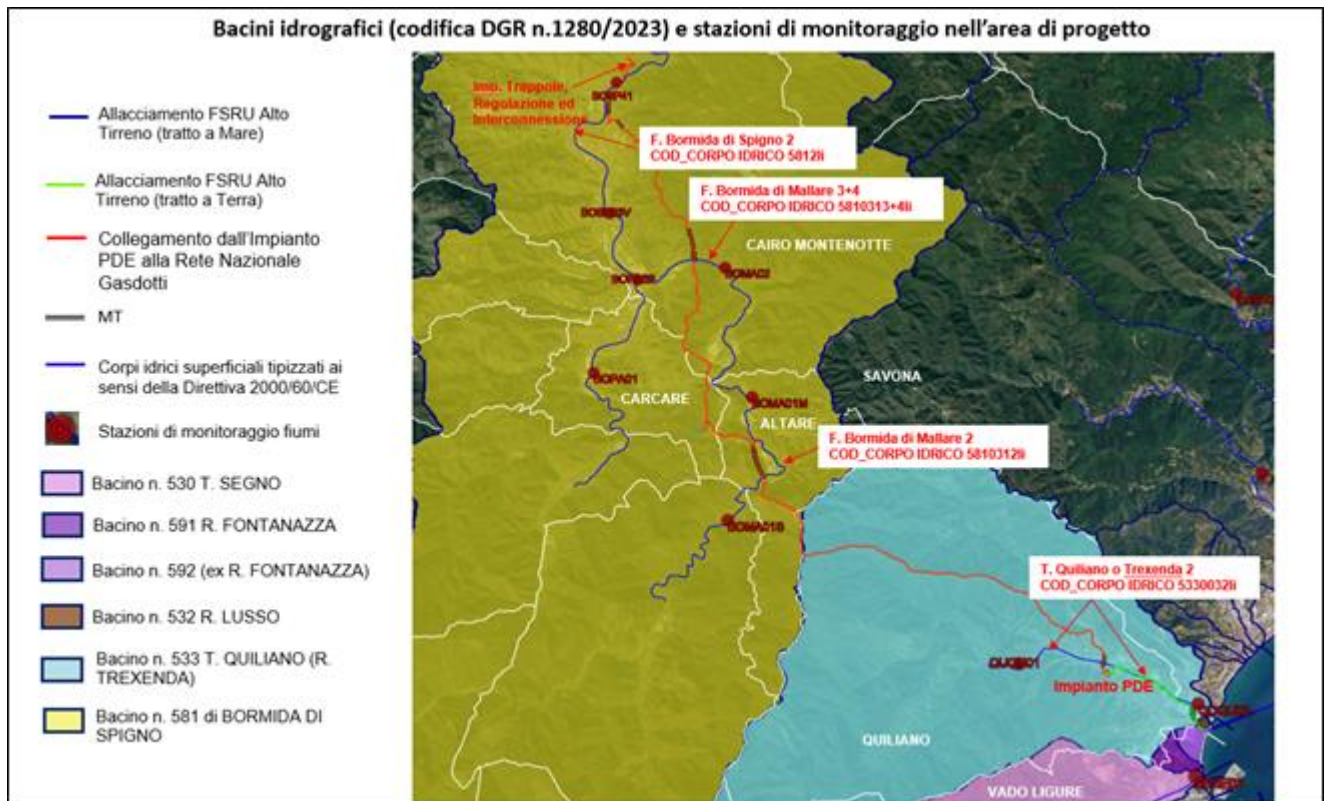 Bacini idrografici (codifica DGR n.1280/2023) e stazioni di monitoraggio nell'area di progetto
Allacciamento FSRU Alto
Tirreno (tratto a Mare)
Allacciamento FSRU Alto
Tirreno (tratto a Terra)
Collegamento dall'Impianto
PDE alla Rete Nazionale
Gasdotti
MT
Corpi idrici superficiali tipizzati ai
sensi della Direttiva 2000/60/CE
Stazioni di monitoraggio fiumi
Bacino n. 530 T. SEGNO
Bacino n. 591 R. FONTANAZZA
Bacino n. 592 (ex R. FONTANAZZA)
Bacino n. 532 R. LUSSO
Bacino n. 533 T. QUILIANO (R.
TREXENDA)
Bacino n. 581 di BORMIDA DI
SPIGNO
Imp. Trappole,
Regolazione ed
Interconnessione
F. Bormida di Spigno 2
COD_CORPO IDRICO 5812li
F. Bormida di Mallare 3+4
COD_CORPO IDRICO 5810313+4li
CAIRO MONTENOTTE
BOMA02
BOPA01
CARCARE
SAVONA
BOMA01M
ALTARE
F. Bormida di Mallare 2
COD_CORPO IDRICO 5810312li
BOMA01B
T. Quiliano o Trexenda 2
COD_CORPO IDRICO 5330032li
Impianto PDE
QUILIANO
VADO LIGURE